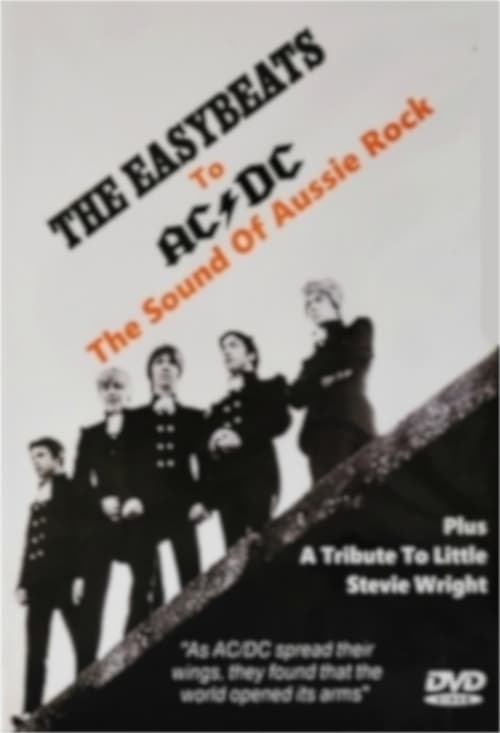 THE EASYBEATS
To
AC⚡DC
The Sound Of Aussie Rock
Plus
A Tribute To Little
Stevie Wright
"As AC/DC spread their
wings, they found that the
world opened its arms"
DVD
VIDEO